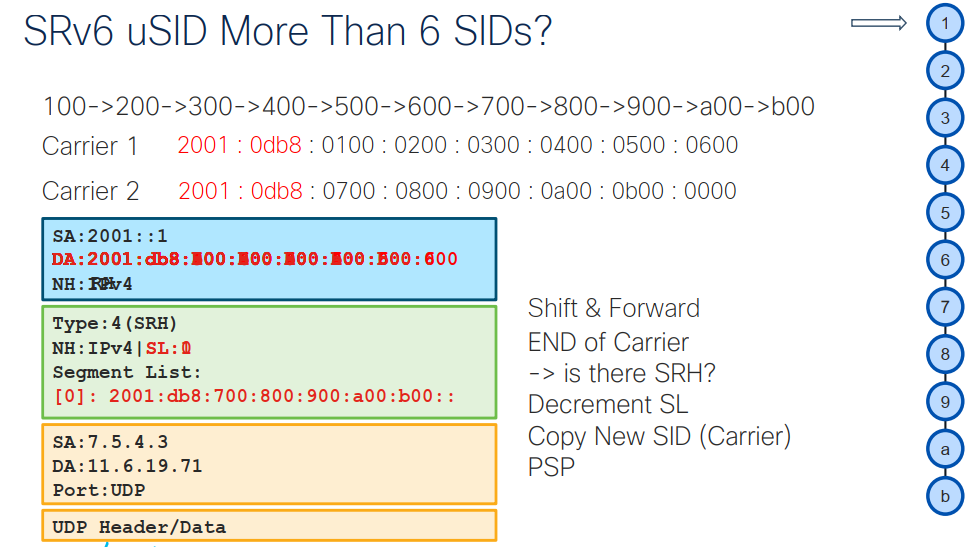 SRv6 uSID More Than 6 SIDs?
100->200->300->400->500->600->700->800->900->a00->b00
Carrier 1 2001 : 0db8 : 0100 : 0200 : 0300 : 0400 : 0500 : 0600
Carrier 2 2001 : 0db8 : 0700 : 0800 : 0900 : 0a00 : 0b00 : 0000
SA:2001::1
DA:2001:db8:
NH:
Type:4(SRH)
NH:IPv4|SL:
Segment List:
[0]: 2001:db8:700:800:900:a00:b00::
SA:7.5.4.3
DA:11.6.19.71
Port:UDP
UDP Header/Data
Shift & Forward
END of Carrier
-> is there SRH?
Decrement SL
Copy New SID (Carrier)
PSP
1
2
3
4
5
6
7
8
9
a
b